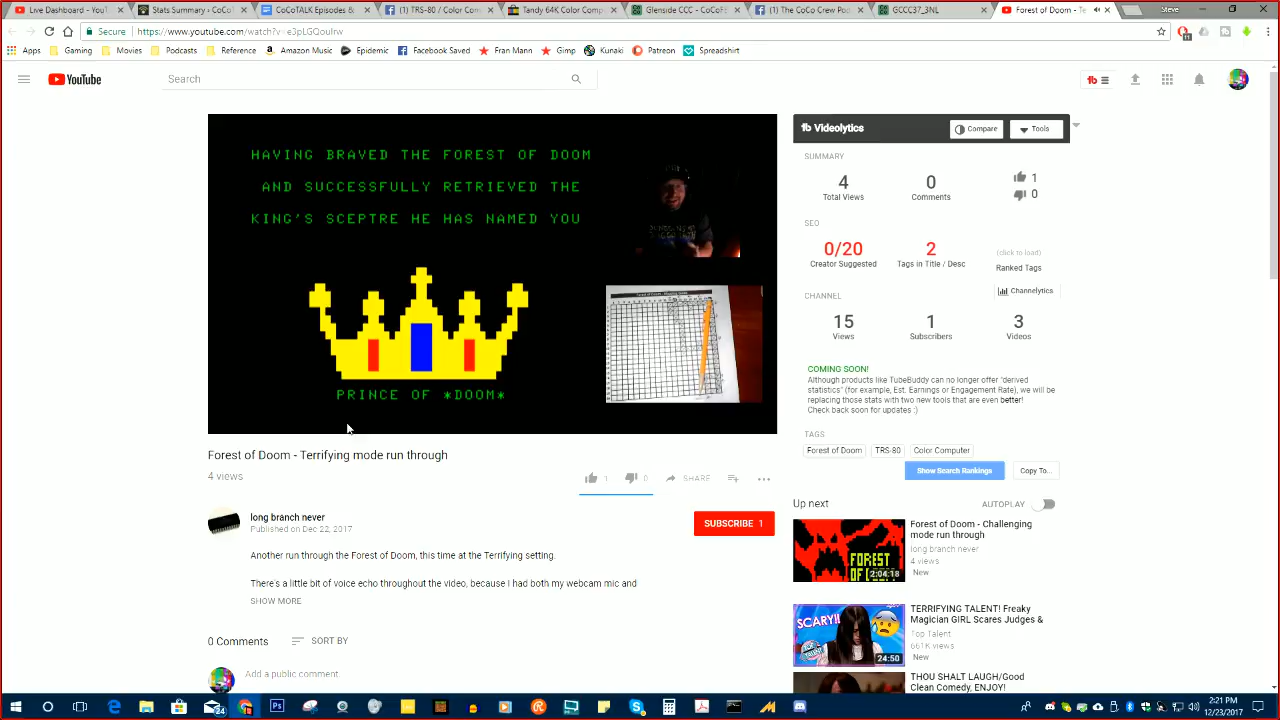 Live Dashboard - YouT
Stats Summary « CoCoT
CoCoTALK Episodes &
(1) TRS-80 / Color Comp
Tandy 64K Color Comp
Glenside CCC - CoCoFE
(1) The CoCo Crew Pod
GCCC37_3NL
Forest of Doom - Te
Steve
Secure
https://www.youtube.com/watch?v=e3pLGQoulrw
11
Apps
Gaming
Movies
Podcasts
Reference
Amazon Music
Epidemic
Facebook Saved
Fran Mann
Gimp
Kunaki
Patreon
Spreadshirt
YouTube
Search
HAVING BRAVED THE FOREST OF DOOM
AND SUCCESSFULLY RETRIEVED THE
KING'S SCEPTRE HE HAS NAMED YOU
PRINCE OF *DOOM*
Forest of Doom - Terrifying mode run through
4 views
1
0
SHARE
long branch never
Published on Dec 22, 2017
SUBSCRIBE 1
Another run through the Forest of Doom, this time at the Terrifying setting.
There's a little bit of voice echo throughout the video, because I had both my webcam mic and
SHOW MORE
0 Comments
SORT BY
Add a public comment
Videolytics
Compare
Tools
SUMMARY
4
Total Views
0
Comments
1
0
SEO
0/20
Creator Suggested
2
Tags in Title / Desc
(click to load)
Ranked Tags
CHANNEL
Channelytics
15
Views
1
Subscribers
3
Videos
COMING SOON!
Although products like TubeBuddy can no longer offer "derived
statistics" (for example, Est. Earnings or Engagement Rate), we will be
replacing those stats with two new tools that are even better!
Check back soon for updates :)
TAGS
Forest of Doom
TRS-80
Color Computer
Show Search Rankings
Copy To...
Up next
AUTOPLAY
FOREST
2:04:18
Forest of Doom - Challenging
mode run through
long branch never
4 views
New
SCARY!!
24:50
TERRIFYING TALENT! Freaky
Magician GIRL Scares Judges &
Top Talent
661K views
New
THOU SHALT LAUGH/Good
Clean Comedy, ENJOY!
24
2:21 PM
12/23/2017